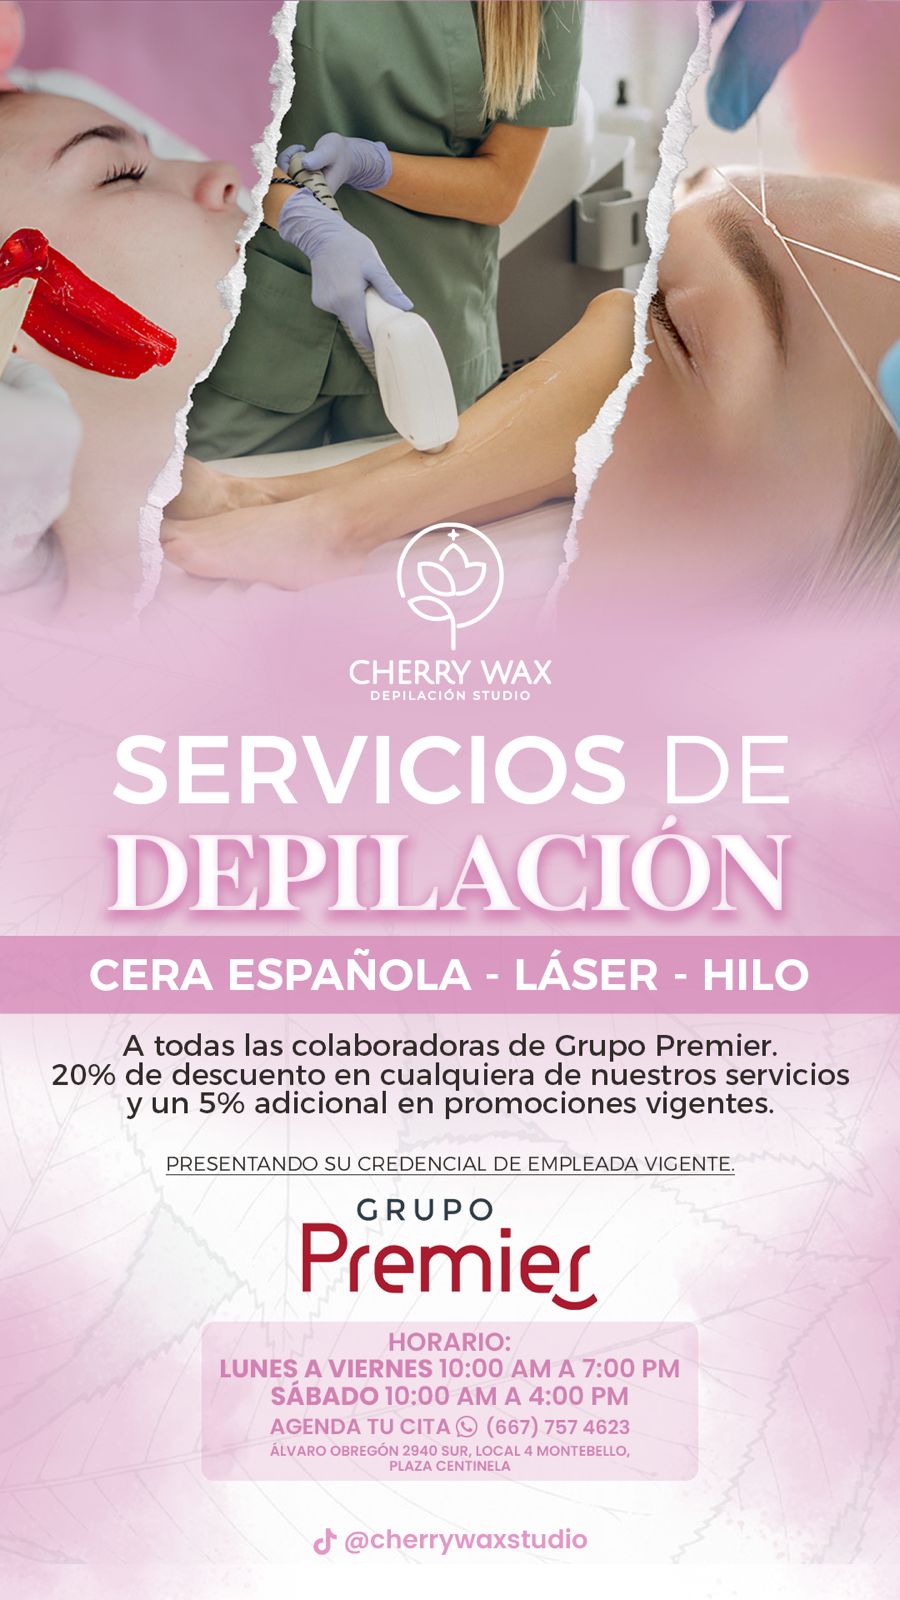 CHERRY WAX
DEPILACIÓN STUDIO
SERVICIOS DE
DEPILACIÓN
CERA ESPAÑOLA - LÁSER - HILO
A todas las colaboradoras de Grupo Premier.
20% de descuento en cualquiera de nuestros servicios
y un 5% adicional en promociones vigentes.
PRESENTANDO SU CREDENCIAL DE EMPLEADA VIGENTE.
GRUPO
Premier
HORARIO:
LUNES A VIERNES 10:00 AM A 7:00 PM
SÁBADO 10:00 AM A 4:00 PM
AGENDA TU CITA (667) 757 4623
ÁLVARO OBREGÓN 2940 SUR, LOCAL 4 MONTEBELLO,
PLAZA CENTINELA
@cherrywaxstudio